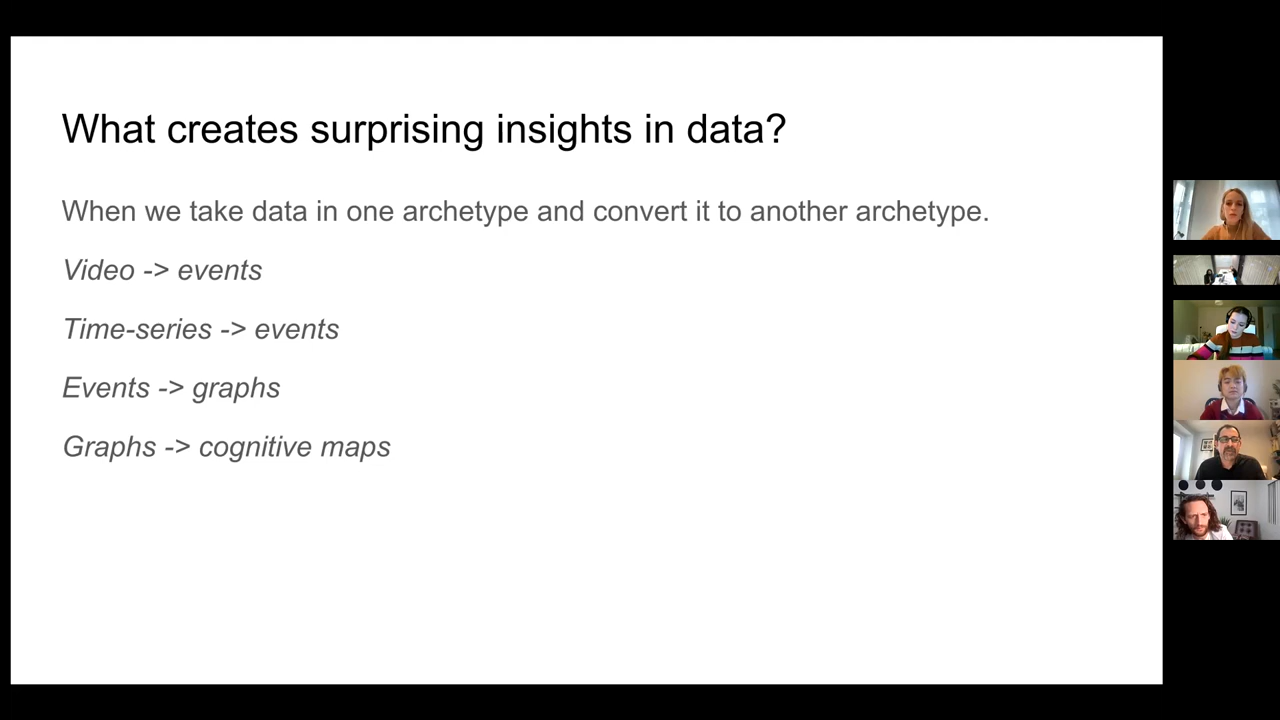 What creates surprising insights in data?
When we take data in one archetype and convert it to another archetype.
Video -> events
Time-series -> events
Events -> graphs
Graphs -> cognitive maps